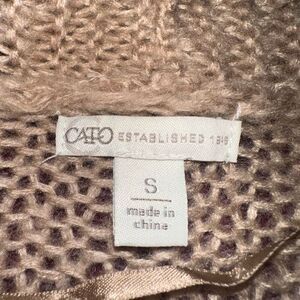 CATO ESTABLISHED 1946
S
made in
china